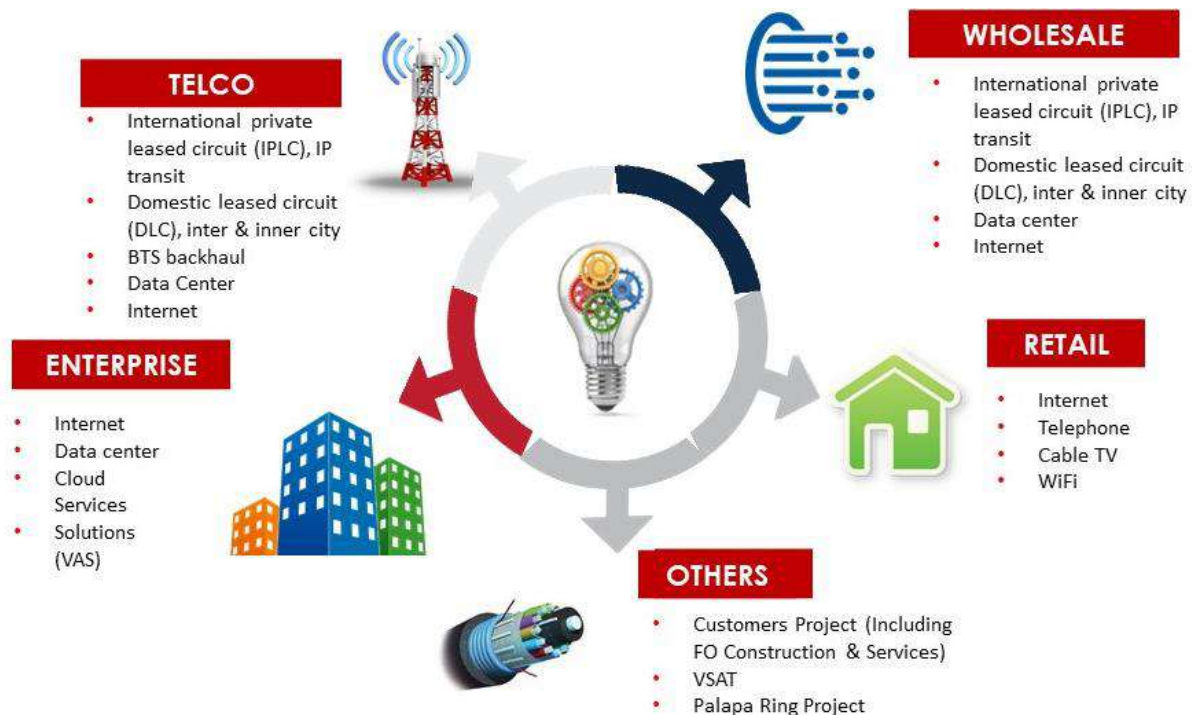 TELCO
• International private
leased circuit (IPLC), IP
transit
• Domestic leased circuit
(DLC), inter & inner city
• BTS backhaul
• Data Center
• Internet
WHOLESALE
• International private
leased circuit (IPLC), IP
transit
• Domestic leased circuit
(DLC), inter & inner city
• Data center
• Internet
ENTERPRISE
• Internet
• Data center
• Cloud
Services
• Solutions
(VAS)
RETAIL
• Internet
• Telephone
• Cable TV
• WiFi
OTHERS
• Customers Project (Including
FO Construction & Services)
• VSAT
• Palapa Ring Project